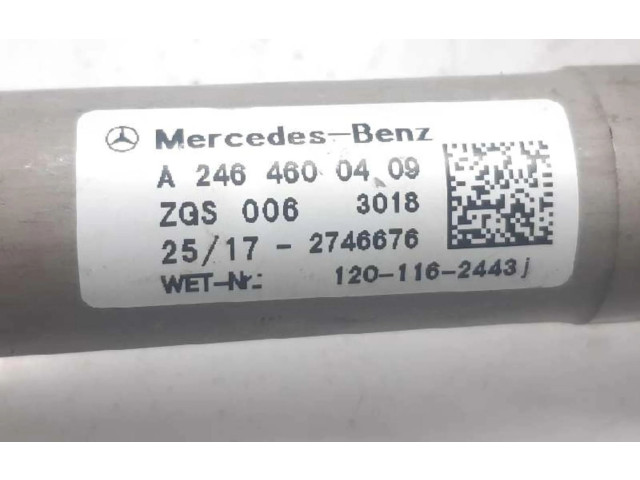 Mercedes-Benz
A 246 460 04 09
ZGS 006 3018
25/17 - 2746676
WET-Nr.: 120-116-2443j